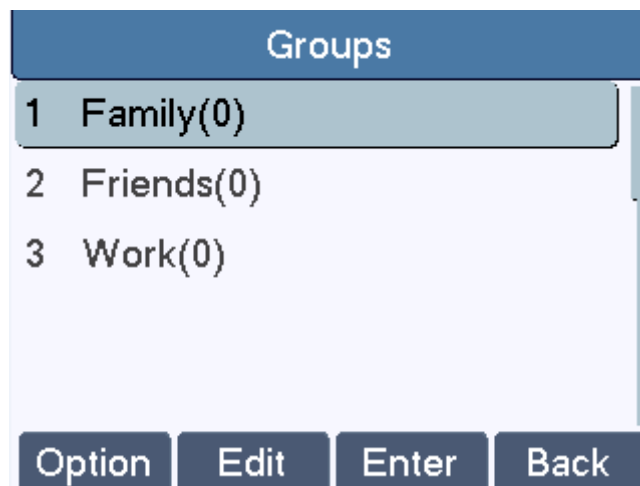 Groups
1 Family(0)
2 Friends(0)
3 Work(0)
Option Edit Enter Back